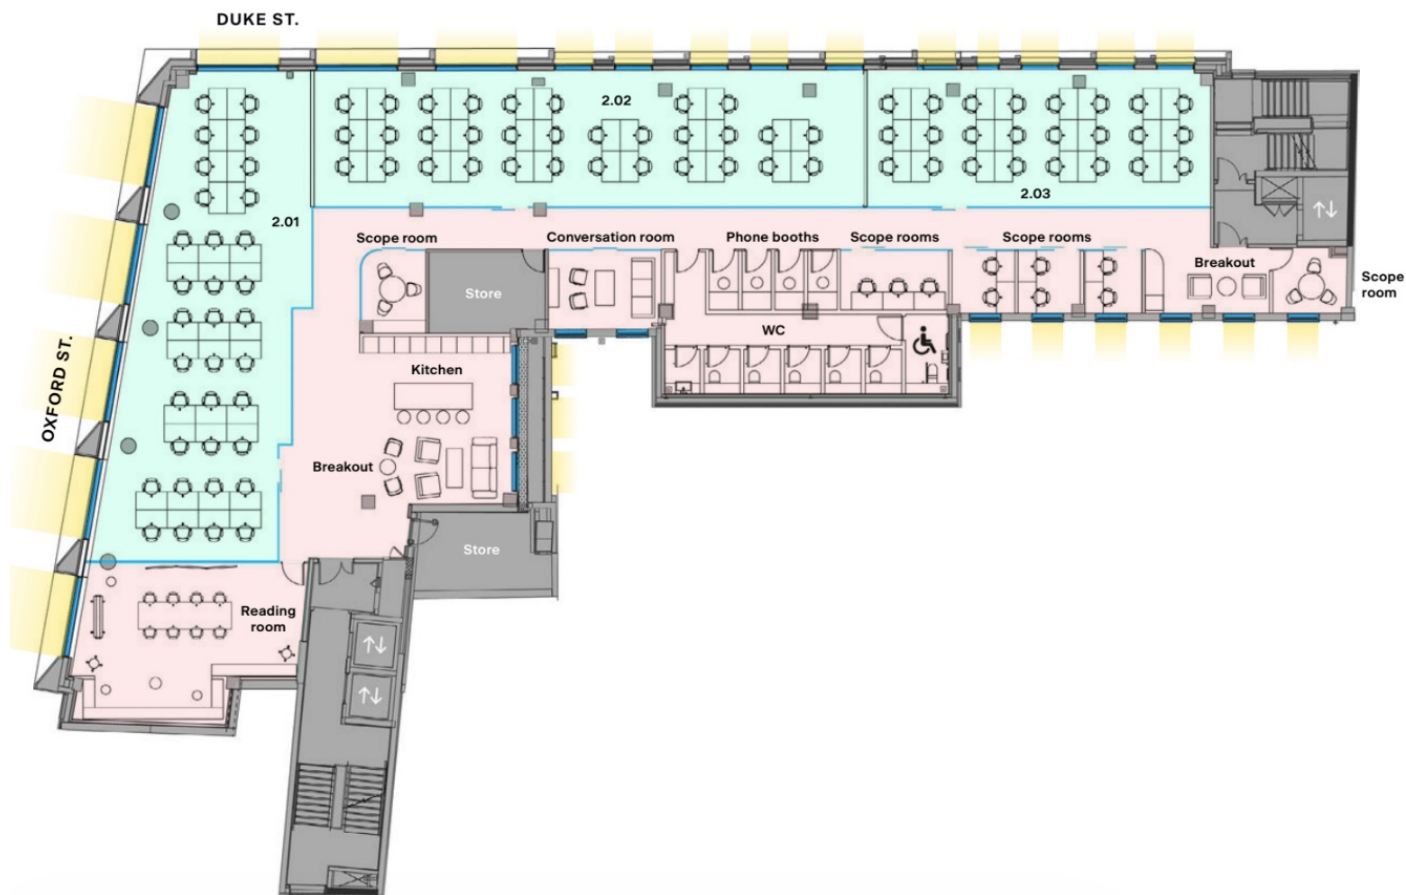 DUKE ST.
2.02
2.03
2.01
Scope room
Conversation room
Phone booths
Scope rooms
Scope rooms
Breakout
Scope
room
Store
WC
OXFORD ST.
Kitchen
Breakout
Store
Reading
room